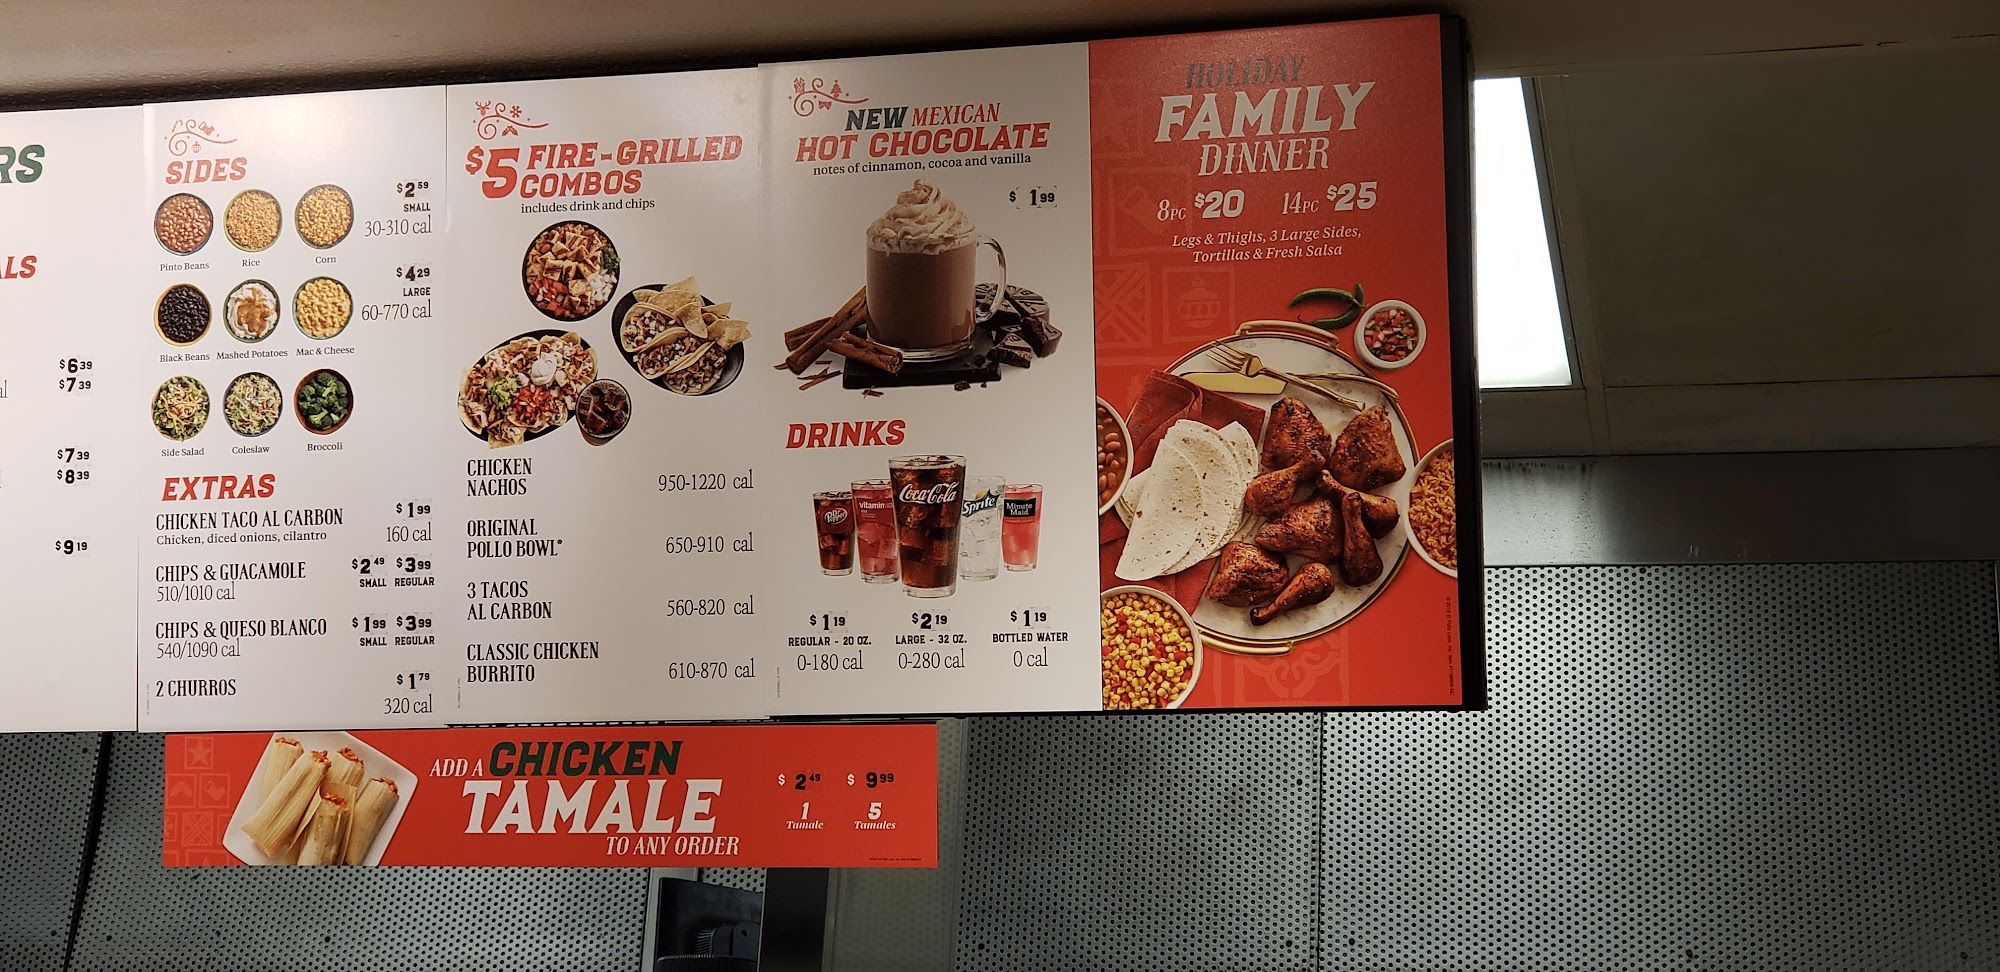 RS
LS
$6 39
$7 39
al
$7 39
$8 39
$9 19
SIDES
$2 59
SMALL
30-310 cal
Pinto Beans
Rice
Corn
$4 29
LARGE
60-770 cal
Black Beans
Mashed Potatoes
Mac & Cheese
Side Salad
Coleslaw
Broccoli
EXTRAS
CHICKEN TACO AL CARBON
Chicken, diced onions, cilantro
$1 99
160 cal
CHIPS & GUACAMOLE
510/1010 cal
$2 49 $3 99
SMALL REGULAR
CHIPS & QUESO BLANCO
540/1090 cal
$1 99 $3 99
SMALL REGULAR
2 CHURROS
$1 79
320 cal
$5 FIRE-GRILLED
COMBOS
includes drink and chips
CHICKEN
NACHOS
950-1220 cal
ORIGINAL
POLLO BOWL®
650-910 cal
3 TACOS
AL CARBON
560-820 cal
CLASSIC CHICKEN
BURRITO
610-870 cal
NEW MEXICAN
HOT CHOCOLATE
notes of cinnamon, cocoa and vanilla
$ 1 99
DRINKS
Dr Pepper
vitamin
Coca-Cola
Sprite
Minute
Maid
$1 19
REGULAR - 20 OZ.
0-180 cal
$2 19
LARGE - 32 OZ.
0-280 cal
$1 19
BOTTLED WATER
0 cal
HOLIDAY
FAMILY
DINNER
8PC $20 14PC $25
Legs & Thighs, 3 Large Sides,
Tortillas & Fresh Salsa
ADD A CHICKEN
TAMALE
TO ANY ORDER
$ 2 49
1
Tamale
$ 9 99
5
Tamales